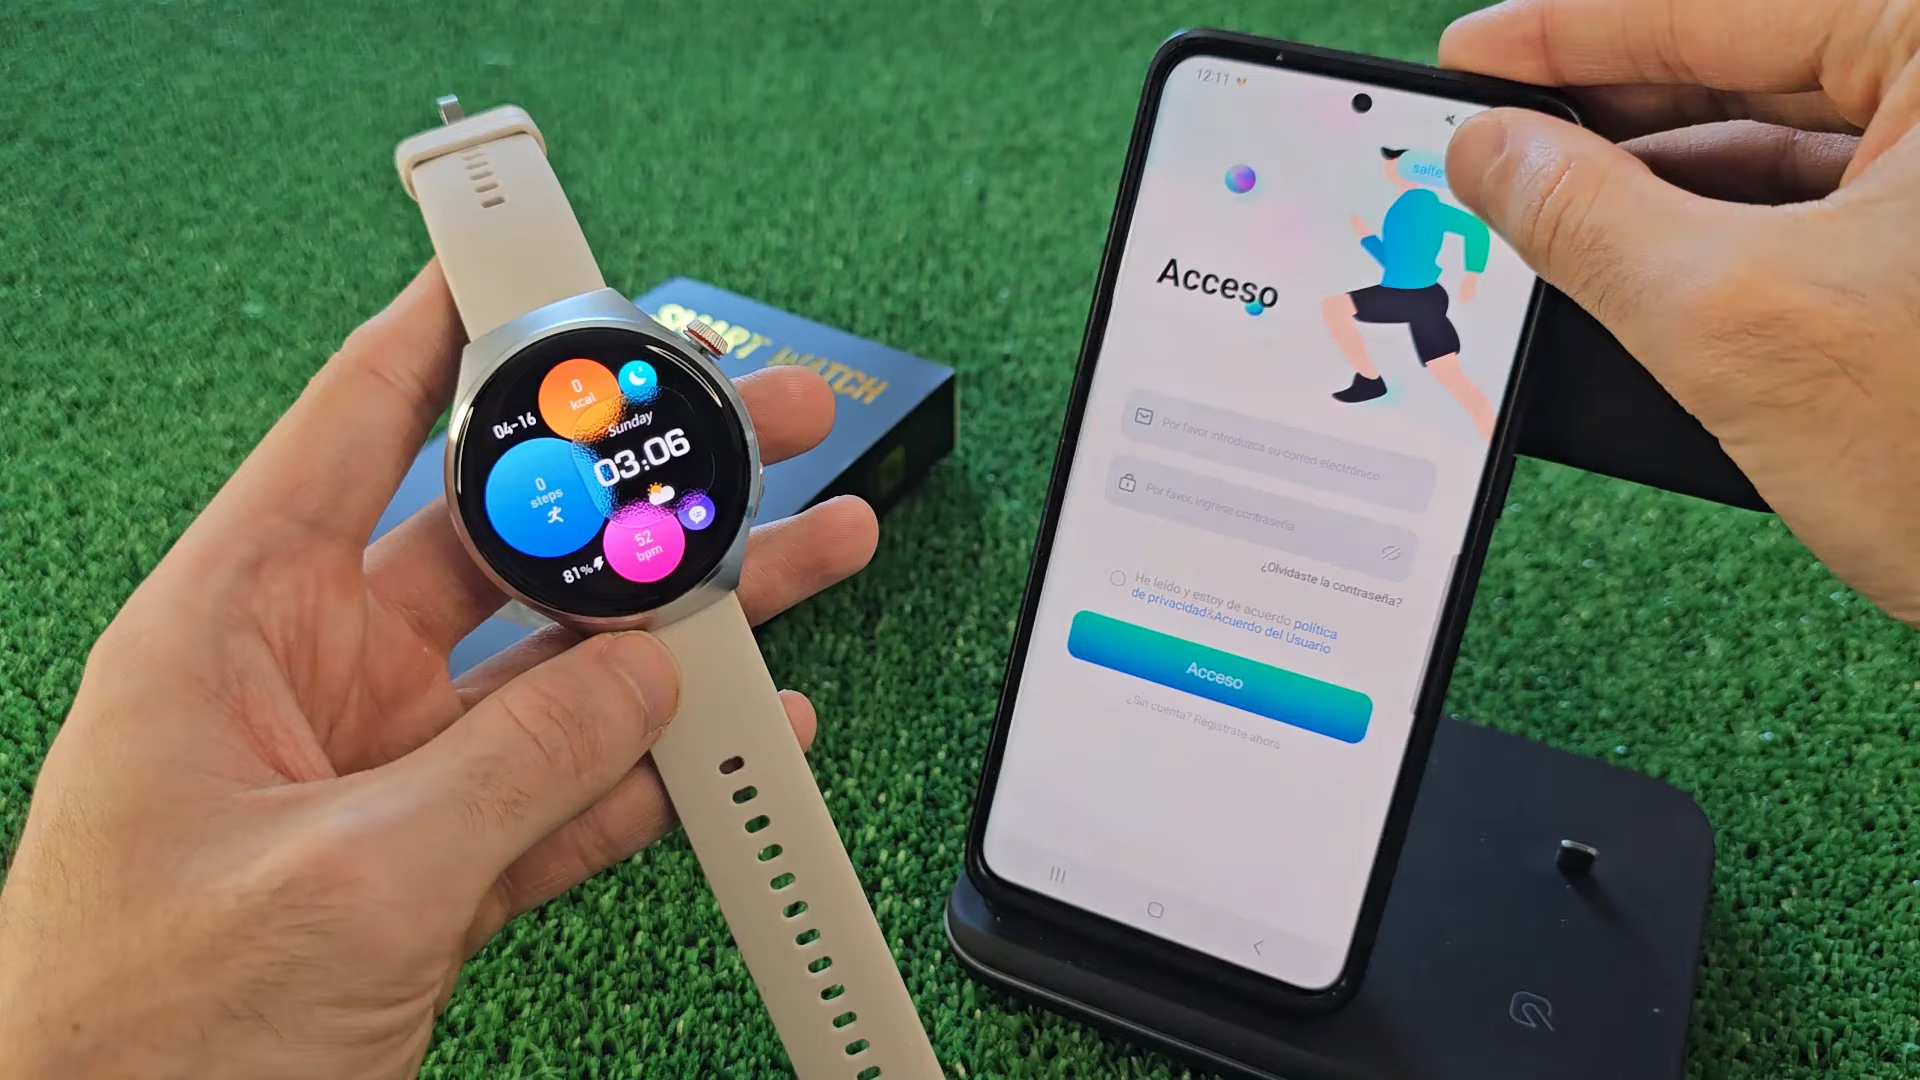 SMART WATCH
0
kcal
04-16
Sunday
03:06
0
steps
52
bpm
81%
12:11
salte
Acceso
Por favor introduzca su correo electrónico
Por favor, ingrese contraseña
¿Olvidaste la contraseña?
He leído y estoy de acuerdo política
de privacidad&Acuerdo del Usuario
Acceso
¿Sin cuenta? Regístrate ahora